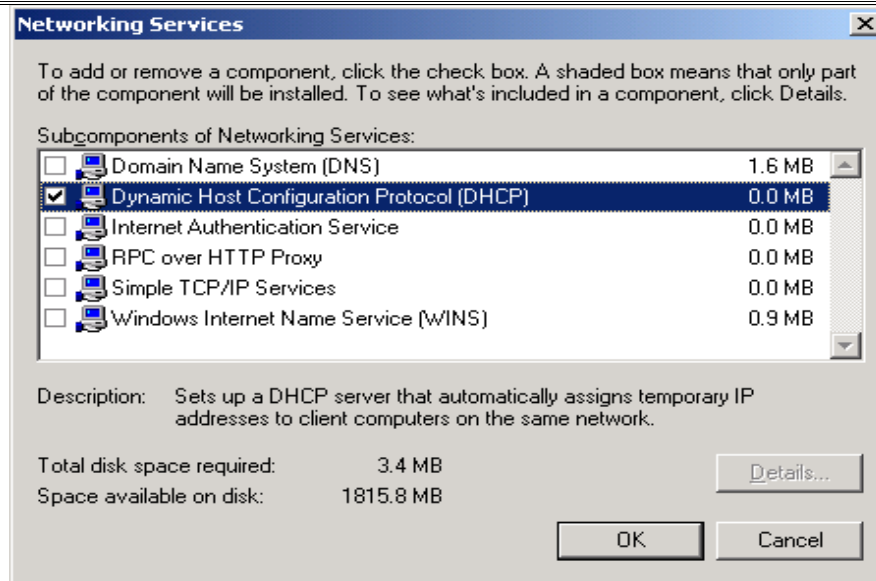 Networking Services
To add or remove a component, click the check box. A shaded box means that only part
of the component will be installed. To see what's included in a component, click Details.
Subcomponents of Networking Services:
Domain Name System (DNS) 1.6 MB
Dynamic Host Configuration Protocol (DHCP) 0.0 MB
Internet Authentication Service 0.0 MB
RPC over HTTP Proxy 0.0 MB
Simple TCP/IP Services 0.0 MB
Windows Internet Name Service (WINS) 0.9 MB
Description: Sets up a DHCP server that automatically assigns temporary IP
addresses to client computers on the same network.
Total disk space required: 3.4 MB
Space available on disk: 1815.8 MB
Details...
OK Cancel